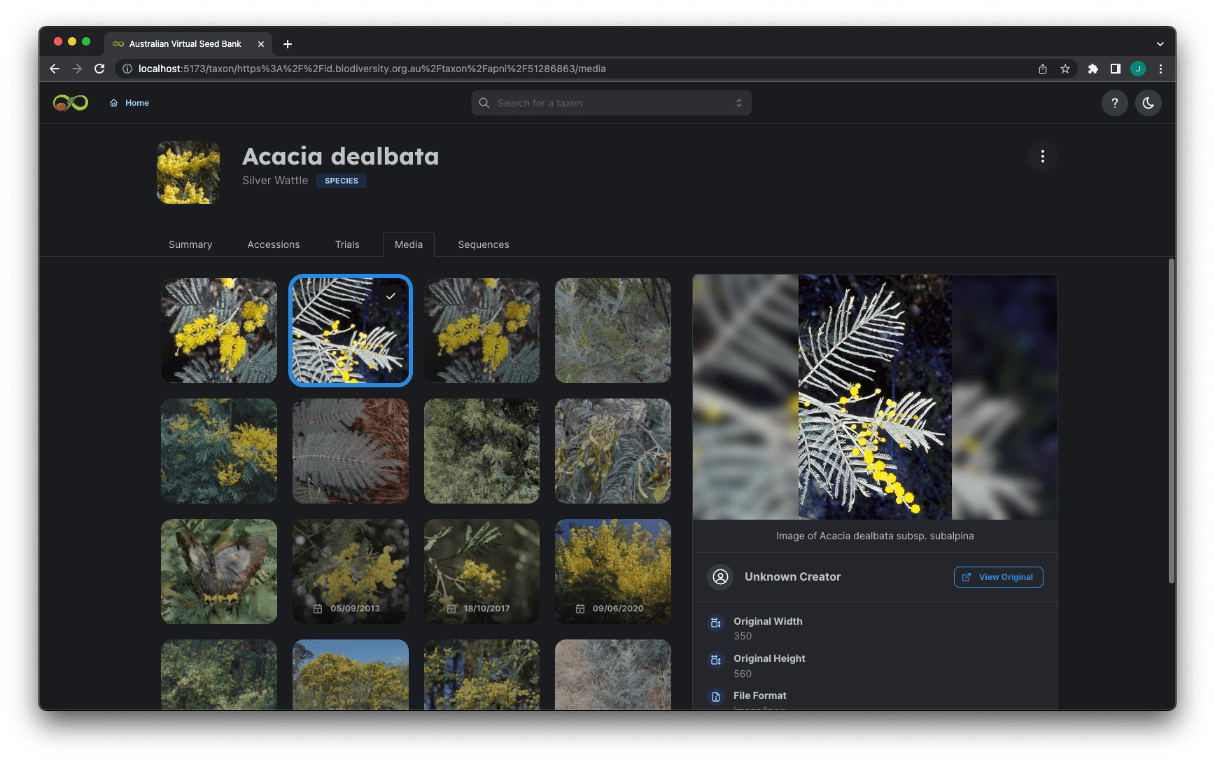 Australian Virtual Seed Bank
localhost:5173/taxon/https%3A%2F%2Fid.biodiversity.org.au%2Ftaxon%2Fapni%2F51286863/media
J
Home
Search for a taxon
?
Acacia dealbata
Silver Wattle SPECIES
Summary Accessions Trials Media Sequences
Image of Acacia dealbata subsp. subalpina
Unknown Creator View Original
05/09/2013 18/10/2017 09/06/2020
Original Width
350
Original Height
560
File Format